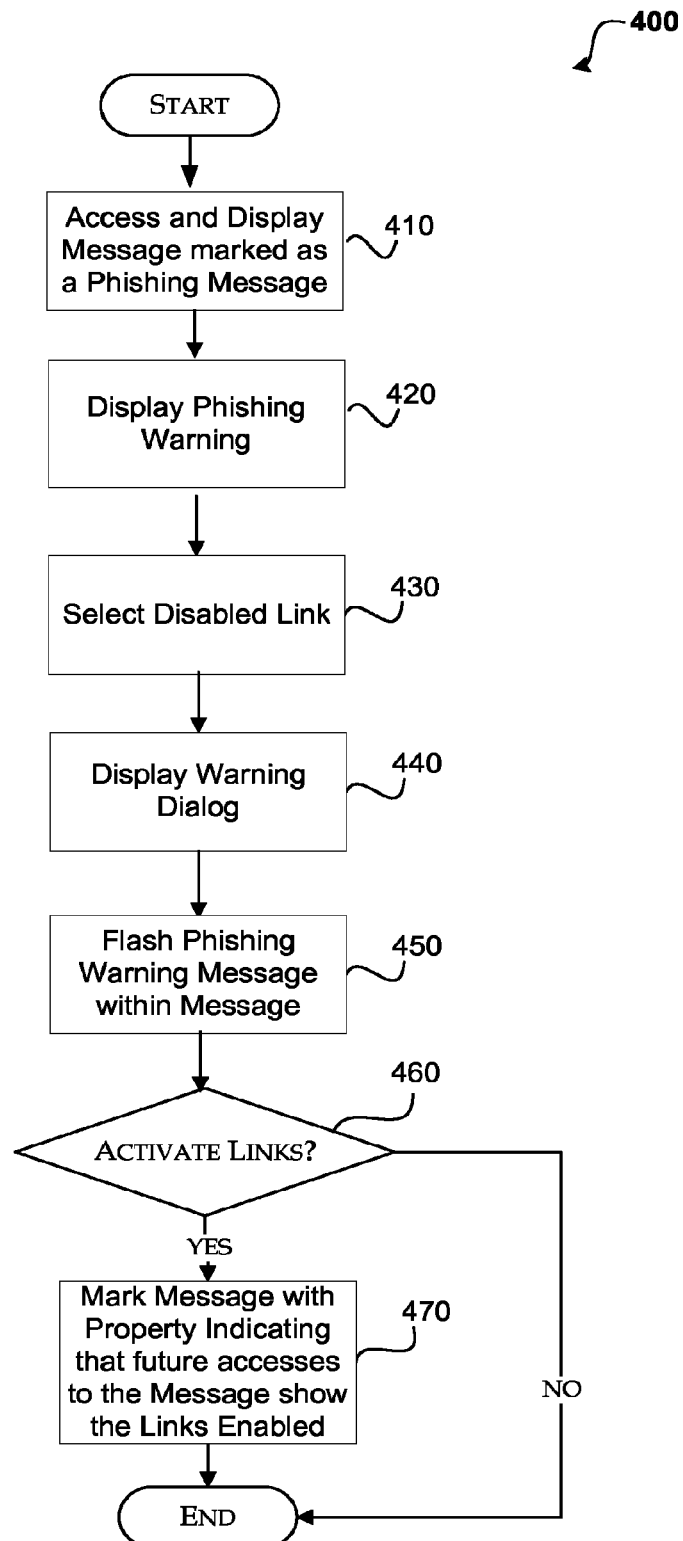 400
START
Access and Display
Message marked as
a Phishing Message
410
Display Phishing
Warning
420
Select Disabled Link
430
Display Warning
Dialog
440
Flash Phishing
Warning Message
within Message
450
460
ACTIVATE LINKS?
YES
Mark Message with
Property Indicating
that future accesses
to the Message show
the Links Enabled
470
NO
END